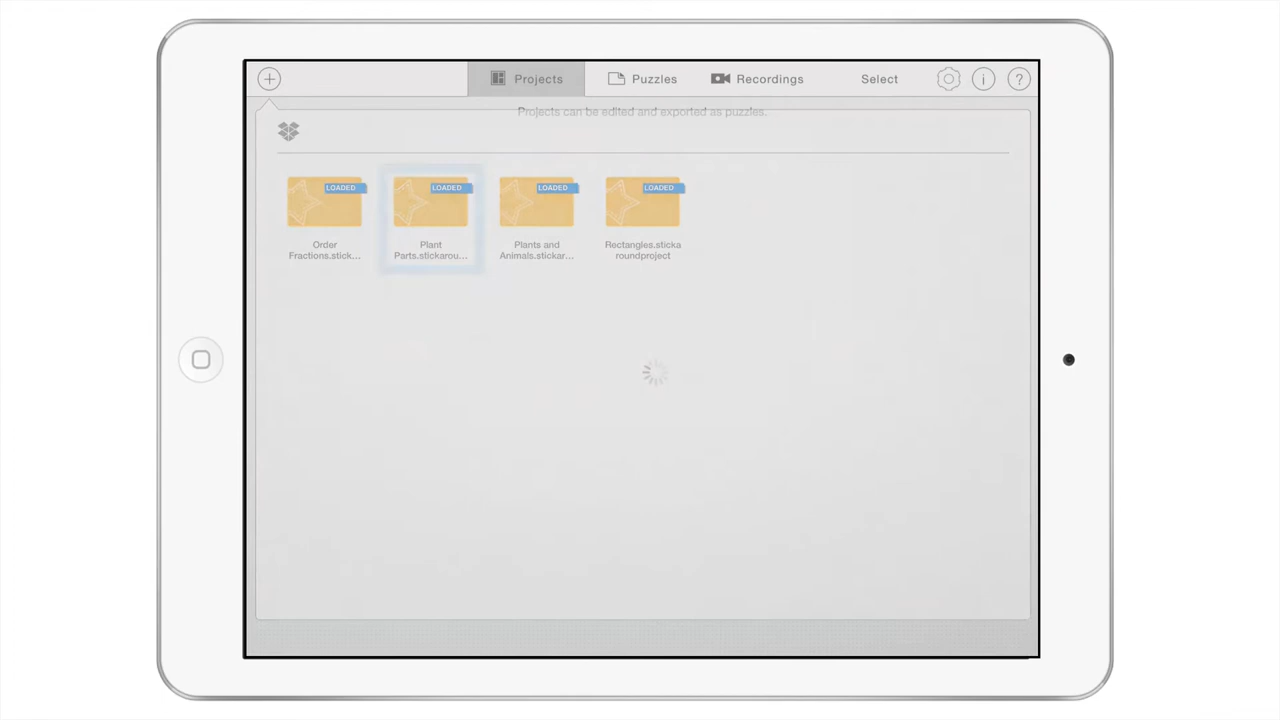 Projects Puzzles Recordings Select i ?
Projects can be edited and exported as puzzles.
LOADED LOADED LOADED LOADED
Order
Fractions.stick...
Plant
Parts.stickarou...
Plants and
Animals.stickar...
Rectangles.sticka
roundproject